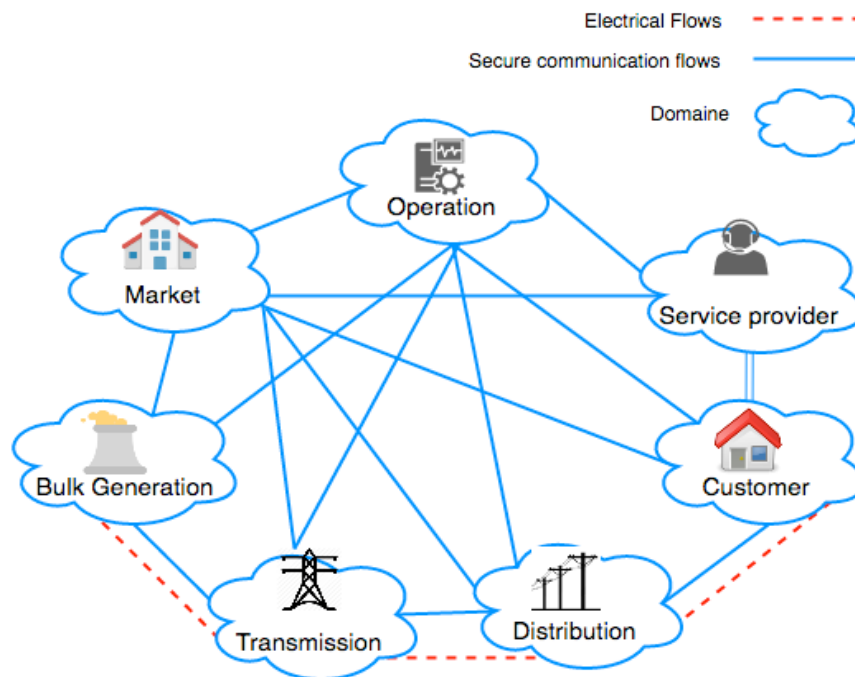 Electrical Flows
Secure communication flows
Domaine
Operation
Market
Service provider
Bulk Generation
Customer
Transmission
Distribution